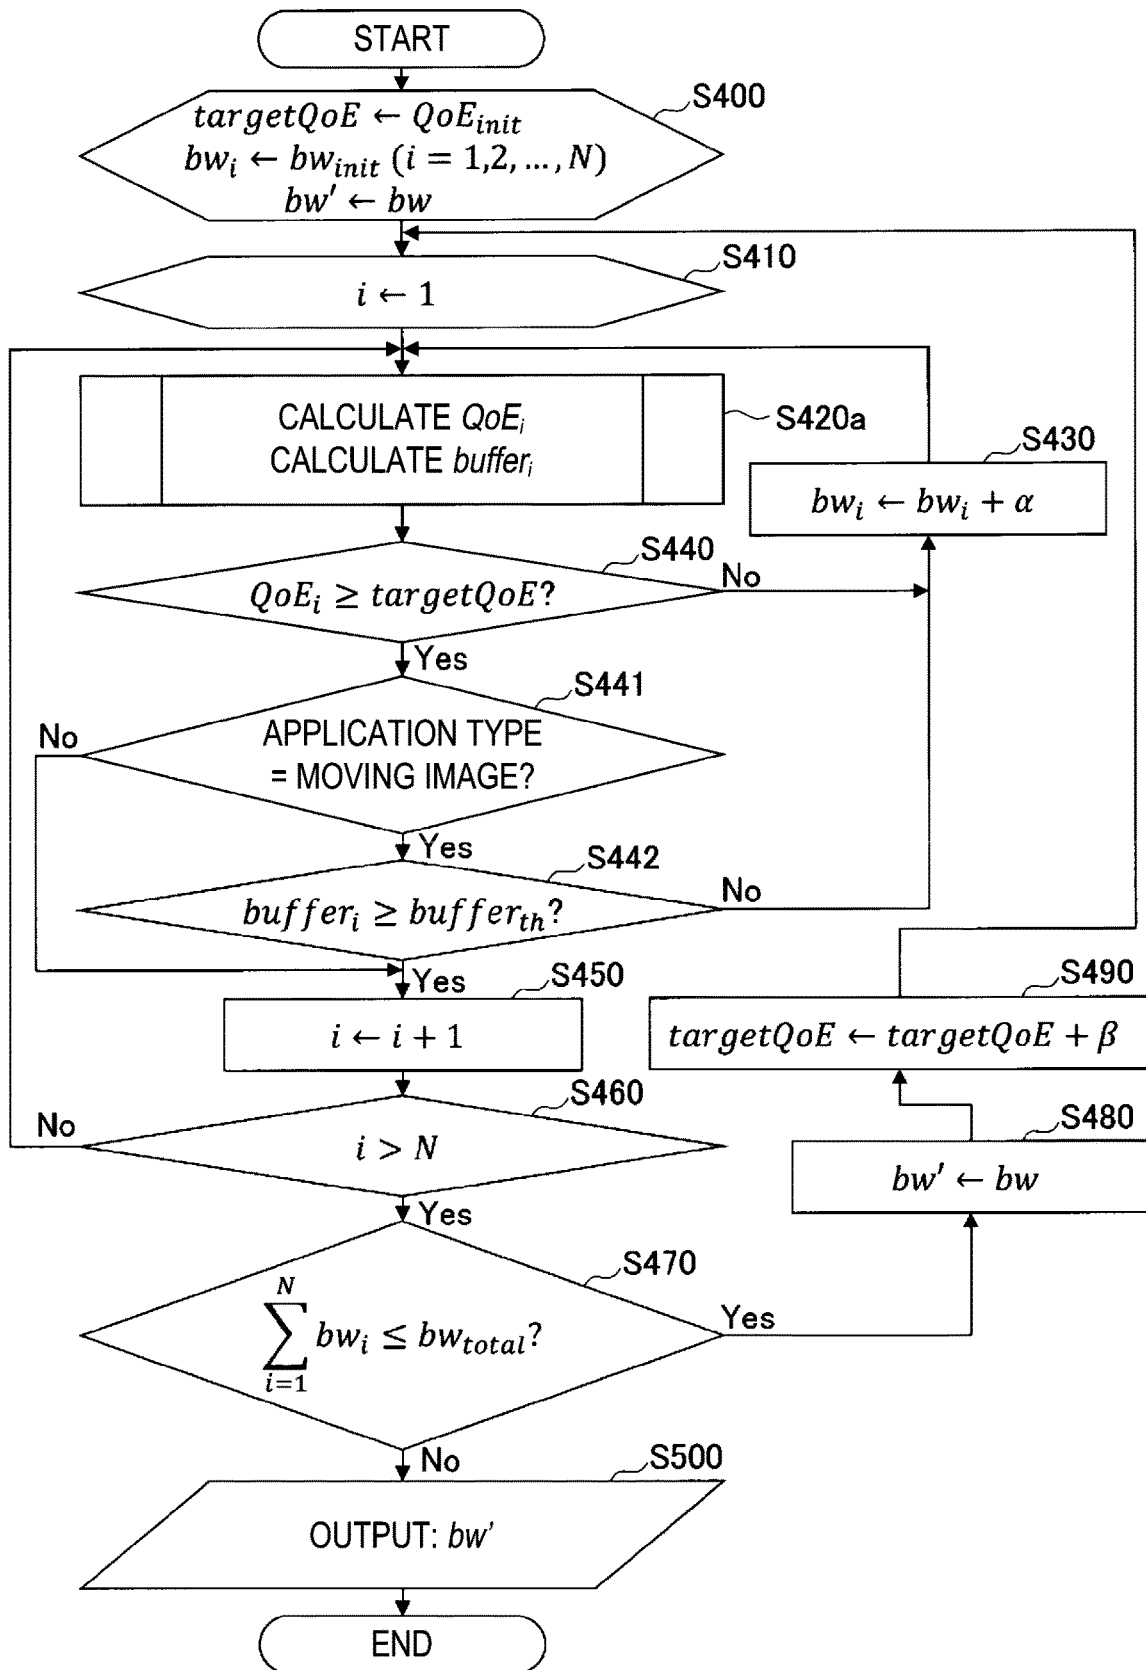 START
S400
targetQoE ← QoE_init
bw_i ← bw_init (i = 1,2, ..., N)
bw' ← bw
S410
i ← 1
CALCULATE QoE_i
CALCULATE buffer_i
S420a
S430
bw_i ← bw_i + α
S440
QoE_i ≥ targetQoE?
No
Yes
S441
No
APPLICATION TYPE
= MOVING IMAGE?
Yes
S442
buffer_i ≥ buffer_th?
No
Yes
S450
i ← i + 1
S490
targetQoE ← targetQoE + β
S460
No
i > N
Yes
S480
bw' ← bw
S470
∑_{i=1}^{N} bw_i ≤ bw_total?
Yes
No
S500
OUTPUT: bw'
END